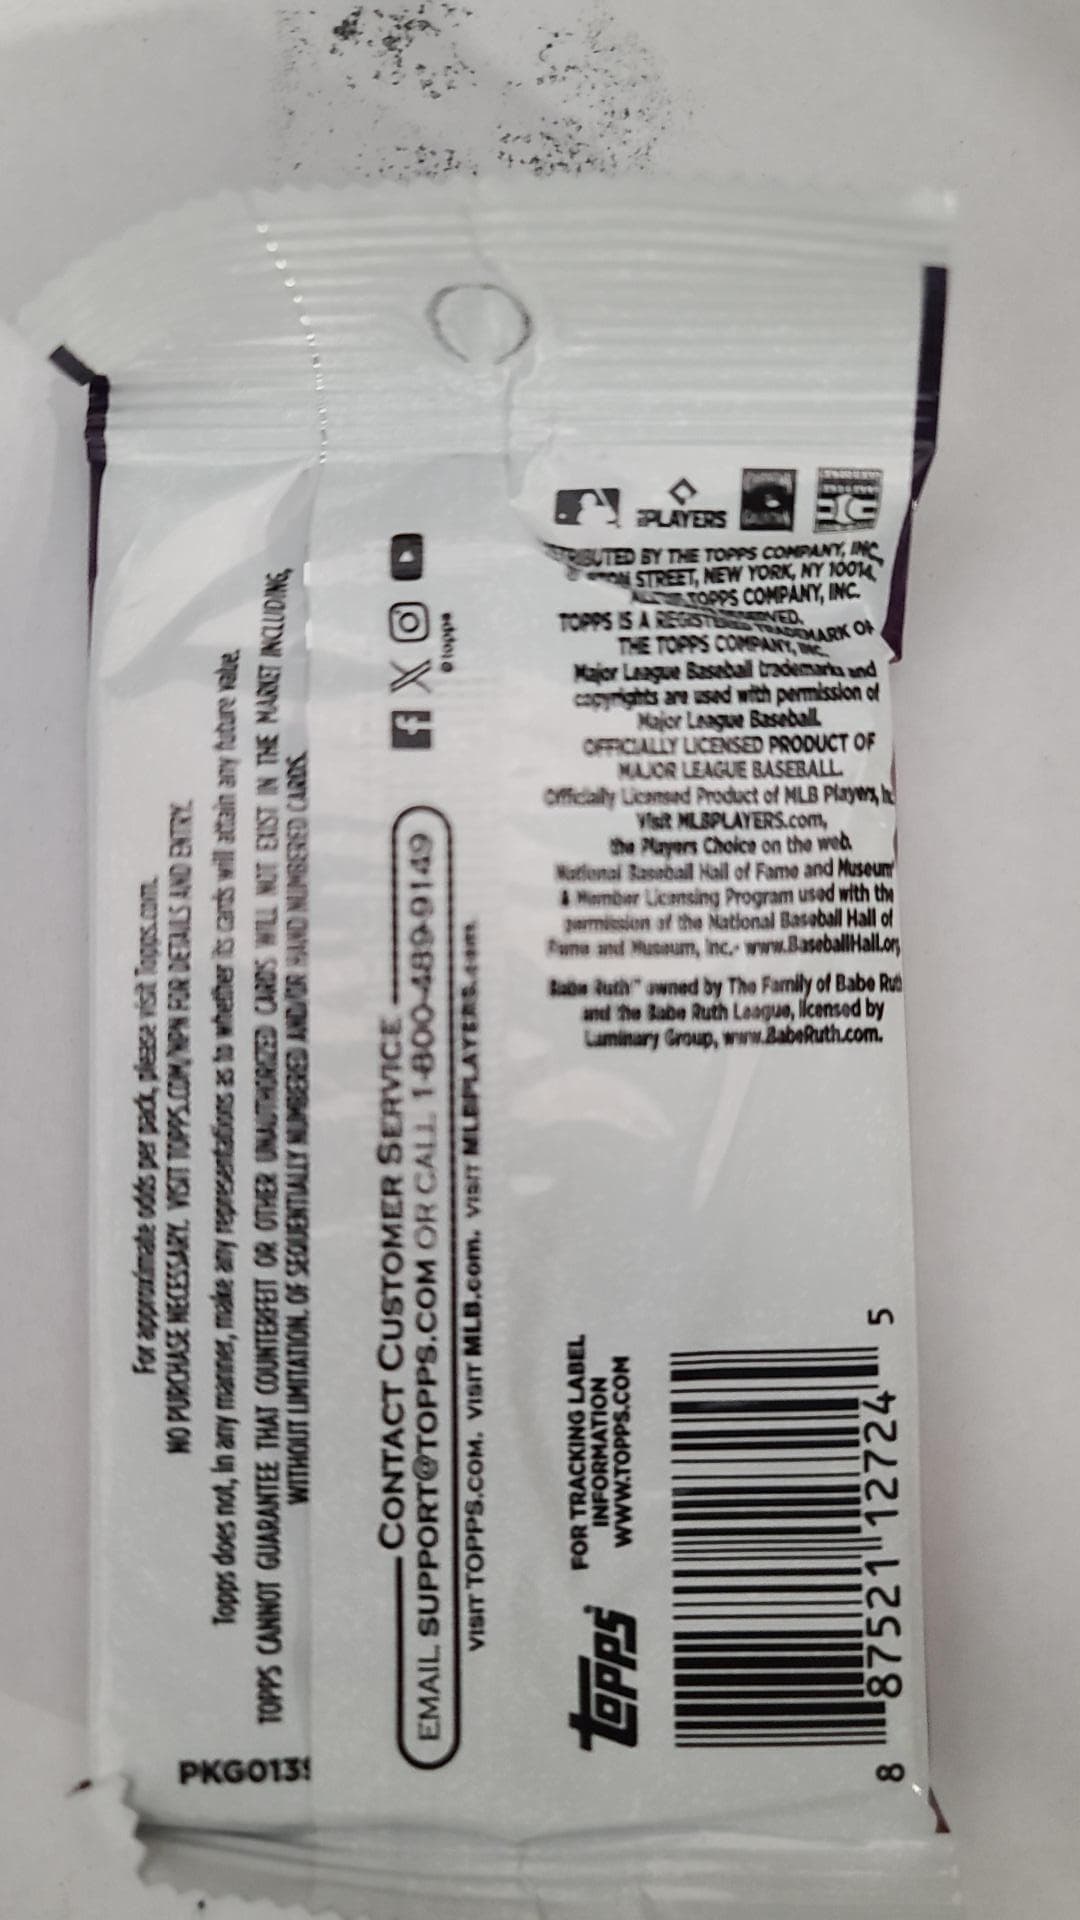 For approximate odds per pack, please visit Topps.com.
NO PURCHASE NECESSARY. VISIT TOPPS.COM/NPN FOR DETAILS AND ENTRY.
Topps does not, in any manner, make any representations as to whether its cards will attain any future value.
TOPPS CANNOT GUARANTEE THAT COUNTERFEIT OR OTHER UNAUTHORIZED CARDS WILL NOT EXIST IN THE MARKET INCLUDING,
WITHOUT LIMITATION, OF SEQUENTIALLY NUMBERED AND/OR HAND NUMBERED CARDS.
PKG013
CONTACT CUSTOMER SERVICE
EMAIL SUPPORT@TOPPS.COM OR CALL 1-800-489-9149
VISIT TOPPS.COM. VISIT MLB.com. VISIT MLBPLAYERS.com.
@topps
PLAYERS
BY THE TOPPS COMPANY, INC.
STREET, NEW YORK, NY 10014
TOPPS COMPANY, INC.
TOPPS IS A REGISTERED TRADEMARK OF
THE TOPPS COMPANY, INC.
Major League Baseball trademarks and
copyrights are used with permission of
Major League Baseball.
OFFICIALLY LICENSED PRODUCT OF
MAJOR LEAGUE BASEBALL.
Officially Licensed Product of MLB Players,
Visit MLBPLAYERS.com,
the Players Choice on the web.
National Baseball Hall of Fame and Museum
& Member Licensing Program used with the
permission of the National Baseball Hall of
Fame and Museum, Inc. - www.BaseballHall.org
Babe Ruth™ owned by The Family of Babe Ruth
and the Babe Ruth League, licensed by
Luminary Group, www.BabeRuth.com.
topps
FOR TRACKING LABEL
INFORMATION
WWW.TOPPS.COM
8 87521 12724 5